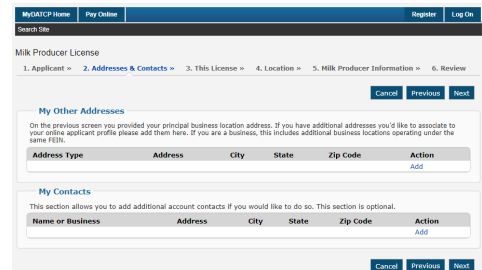 MyDATCP Home Pay Online Register Log On
Search Site
Milk Producer License
1. Applicant » 2. Addresses & Contacts » 3. This License » 4. Location » 5. Milk Producer Information » 6. Review
Cancel Previous Next
My Other Addresses
On the previous screen you provided your principal business location address. If you have additional addresses you'd like to associate to
your online applicant profile please add them here. If you are a business, this includes additional business locations operating under the
same FEIN.
Address Type Address City State Zip Code Action
Add
My Contacts
This section allows you to add additional account contacts if you would like to do so. This section is optional.
Name or Business Address City State Zip Code Action
Add
Cancel Previous Next